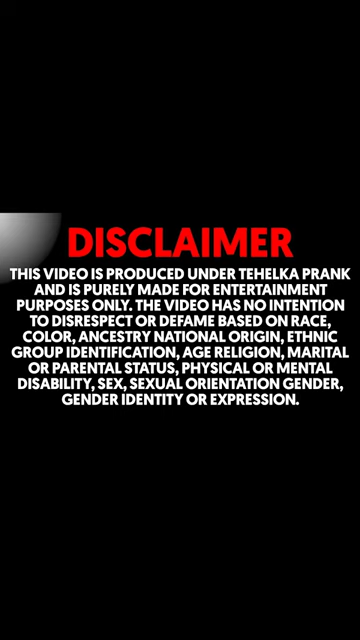 DISCLAIMER
THIS VIDEO IS PRODUCED UNDER TEHELKA PRANK
AND IS PURELY MADE FOR ENTERTAINMENT
PURPOSES ONLY. THE VIDEO HAS NO INTENTION
TO DISRESPECT OR DEFAME BASED ON RACE,
COLOR, ANCESTRY NATIONAL ORIGIN, ETHNIC
GROUP IDENTIFICATION, AGE RELIGION, MARITAL
OR PARENTAL STATUS, PHYSICAL OR MENTAL
DISABILITY, SEX, SEXUAL ORIENTATION GENDER,
GENDER IDENTITY OR EXPRESSION.